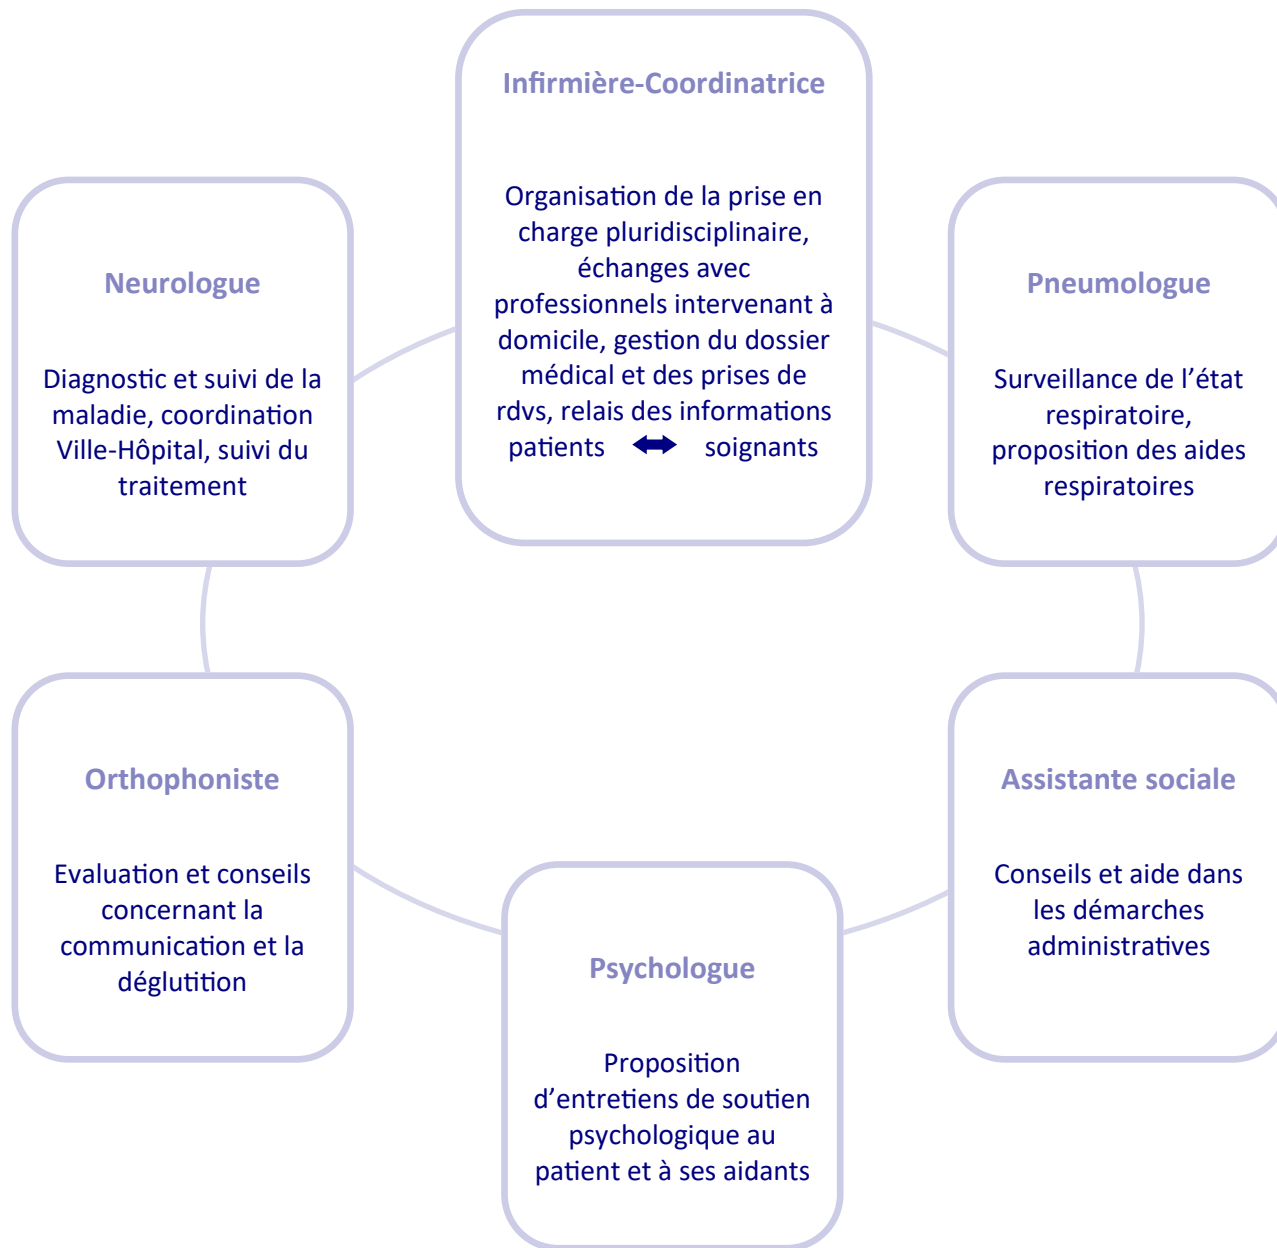 Infirmière-Coordinatrice
Organisation de la prise en
charge pluridisciplinaire,
échanges avec
professionnels intervenant à
domicile, gestion du dossier
médical et des prises de
rdvs, relais des informations
patients ⬌ soignants
Neurologue
Diagnostic et suivi de la
maladie, coordination
Ville-Hôpital, suivi du
traitement
Pneumologue
Surveillance de l’état
respiratoire,
proposition des aides
respiratoires
Orthophoniste
Evaluation et conseils
concernant la
communication et la
déglutition
Assistante sociale
Conseils et aide dans
les démarches
administratives
Psychologue
Proposition
d’entretiens de soutien
psychologique au
patient et à ses aidants